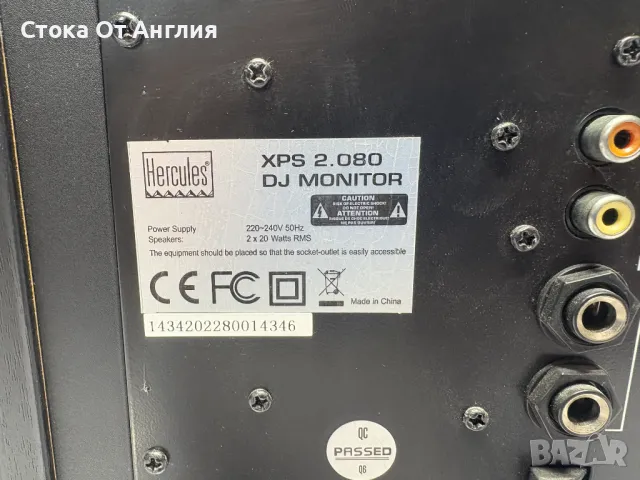 Стока От Англия
Hercules®
XPS 2.080
DJ MONITOR
CAUTION
RISK OF ELECTRIC SHOCK!
DO NOT OPEN!
ATTENTION
Power Supply 220~240V 50Hz
Speakers: 2 x 20 Watts RMS
The equipment should be placed so that the socket-outlet is easily accessible
CE FC
Made in China
1434202280014346
QC
PASSED
06
BAZAR